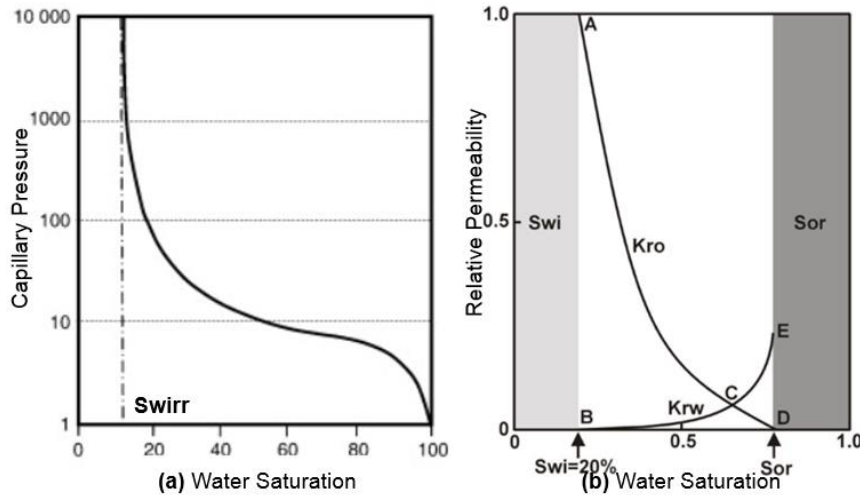 10 000
1000
100
10
1
Capillary Pressure
Swirr
0 20 40 60 80 100
(a) Water Saturation
1.0
0.5
0
Relative Permeability
A
Swi
Sor
Kro
E
Krw
C
B
D
0 0.5 1.0
Swi=20%
Sor
(b) Water Saturation